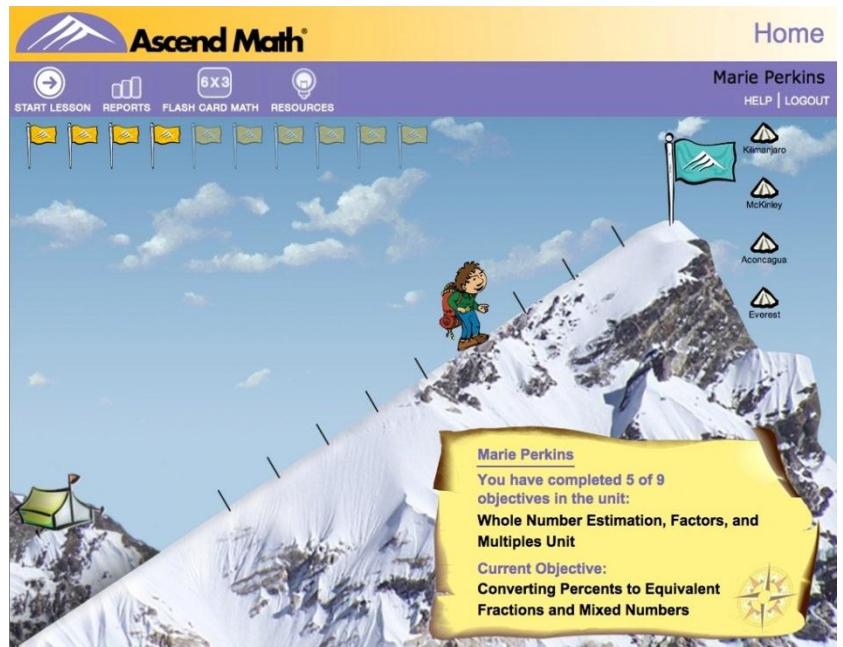 Ascend Math®
Home
6X3
START LESSON REPORTS FLASH CARD MATH RESOURCES
Marie Perkins
HELP | LOGOUT
Kilimanjaro
McKinley
Aconcagua
Everest
Marie Perkins
You have completed 5 of 9
objectives in the unit:
Whole Number Estimation, Factors, and
Multiples Unit
Current Objective:
Converting Percents to Equivalent
Fractions and Mixed Numbers